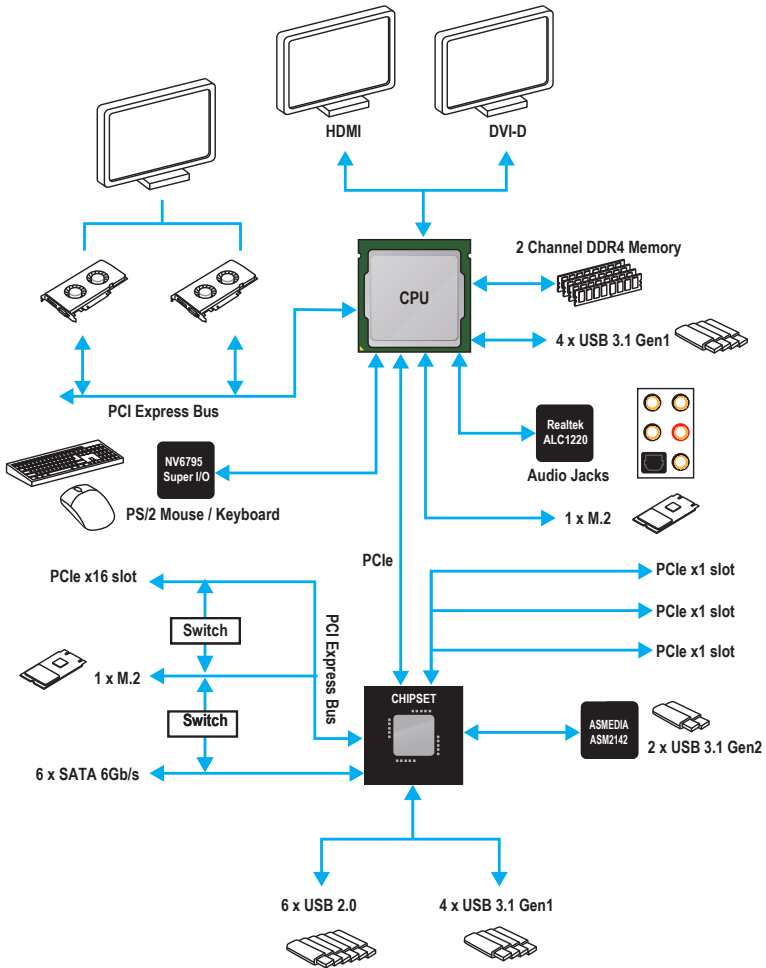 HDMI
DVI-D
2 Channel DDR4 Memory
CPU
4 x USB 3.1 Gen1
PCI Express Bus
Realtek
ALC1220
Audio Jacks
NV6795
Super I/O
PS/2 Mouse / Keyboard
1 x M.2
PCIe
PCIe x16 slot
PCIe x1 slot
PCIe x1 slot
PCIe x1 slot
Switch
PCI Express Bus
1 x M.2
CHIPSET
Switch
ASMEDIA
ASM2142
2 x USB 3.1 Gen2
6 x SATA 6Gb/s
6 x USB 2.0
4 x USB 3.1 Gen1